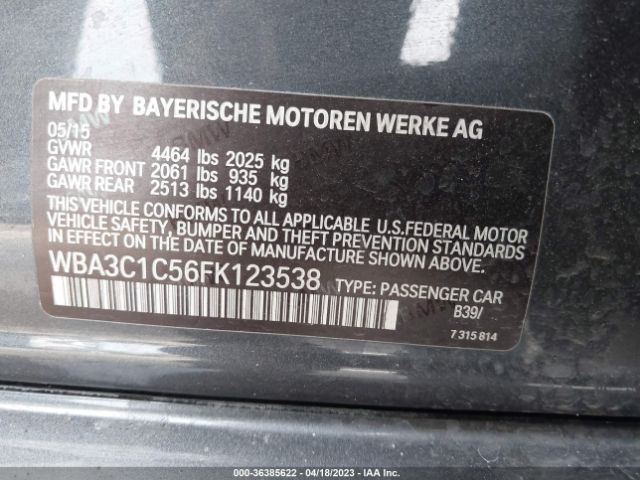 MFD BY BAYERISCHE MOTOREN WERKE AG
05/15
GVWR 4464 lbs 2025 kg
GAWR FRONT 2061 lbs 935 kg
GAWR REAR 2513 lbs 1140 kg
THIS VEHICLE CONFORMS TO ALL APPLICABLE U.S.FEDERAL MOTOR
VEHICLE SAFETY, BUMPER, AND THEFT PREVENTION
STANDARDS IN EFFECT ON THE DATE
OF MANUFACTURE SHOWN ABOVE.
WBA3C1C56FK123538 TYPE: PASSENGER CAR
B39/
7 315 814
000-36385622 - 04/18/2023 - IAA Inc.